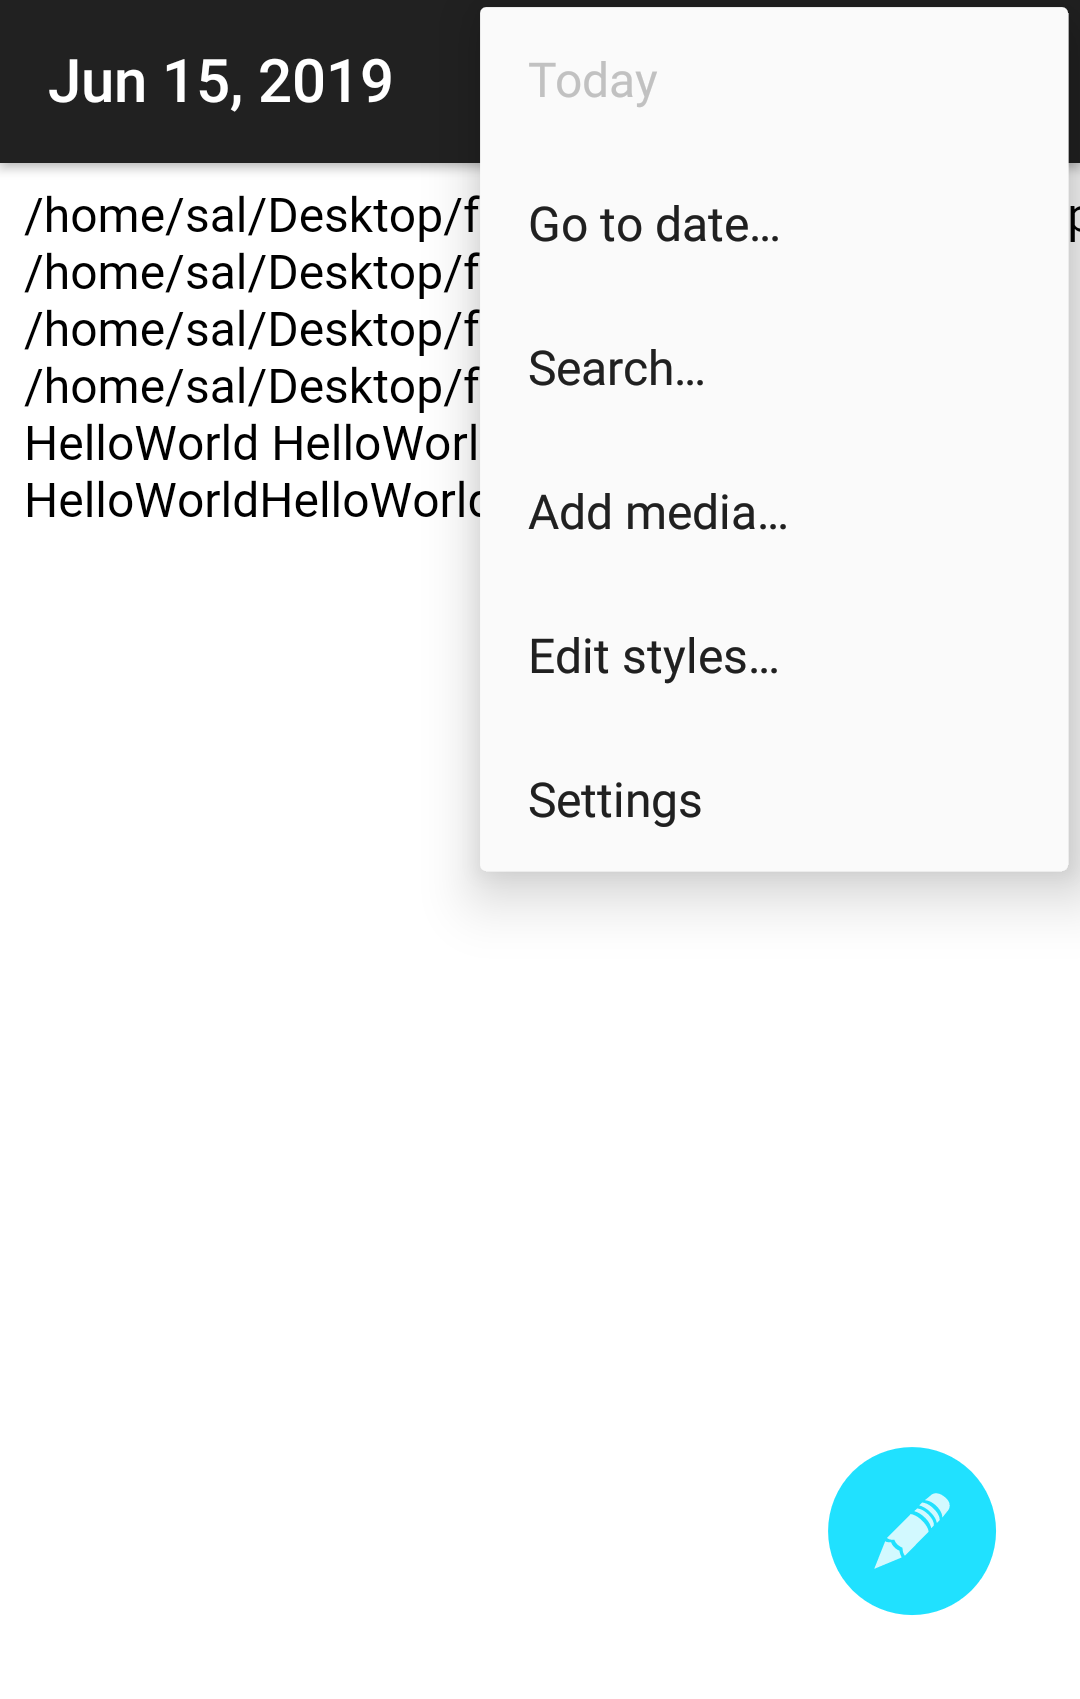 Jun 15, 2019
Today
Go to date…
Search…
Add media…
Edit styles…
Settings
/home/sal/Desktop/f
/home/sal/Desktop/f
/home/sal/Desktop/f
/home/sal/Desktop/f
HelloWorld HelloWorl
HelloWorldHelloWorld